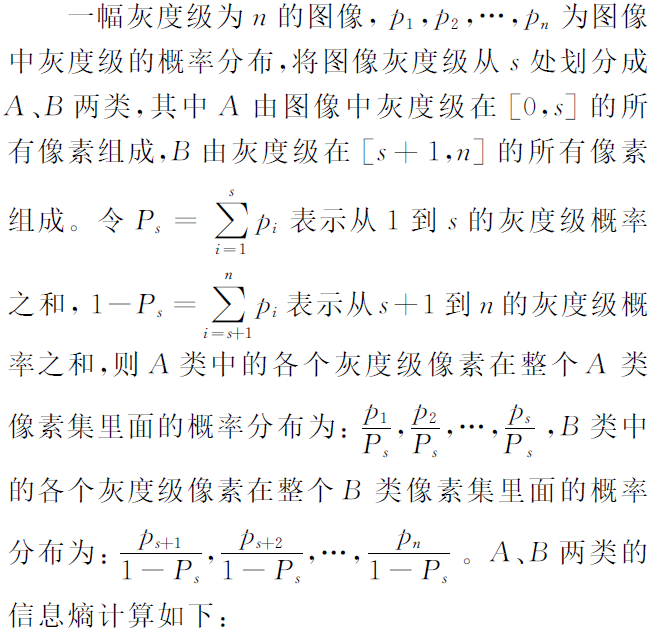 一幅灰度级为 n 的图像, p₁, p₂, ⋯, pₙ 为图像
中灰度级的概率分布,将图像灰度级从 s 处划分成
A、B 两类,其中 A 由图像中灰度级在 [0,s] 的所
有像素组成,B 由灰度级在 [s+1,n] 的所有像素
组成。令 $P_s = \sum_{i=1}^{s} p_i$ 表示从 1 到 s 的灰度级概率
之和, $1-P_s = \sum_{i=s+1}^{n} p_i$ 表示从 s+1 到 n 的灰度级概
率之和,则 A 类中的各个灰度级像素在整个 A 类
像素集里面的概率分布为: $\frac{p_1}{P_s}, \frac{p_2}{P_s}, \cdots, \frac{p_s}{P_s}$ ,B 类中
的各个灰度级像素在整个 B 类像素集里面的概率
分布为: $\frac{p_{s+1}}{1-P_s}, \frac{p_{s+2}}{1-P_s}, \cdots, \frac{p_n}{1-P_s}$ 。A、B 两类的
信息熵计算如下: